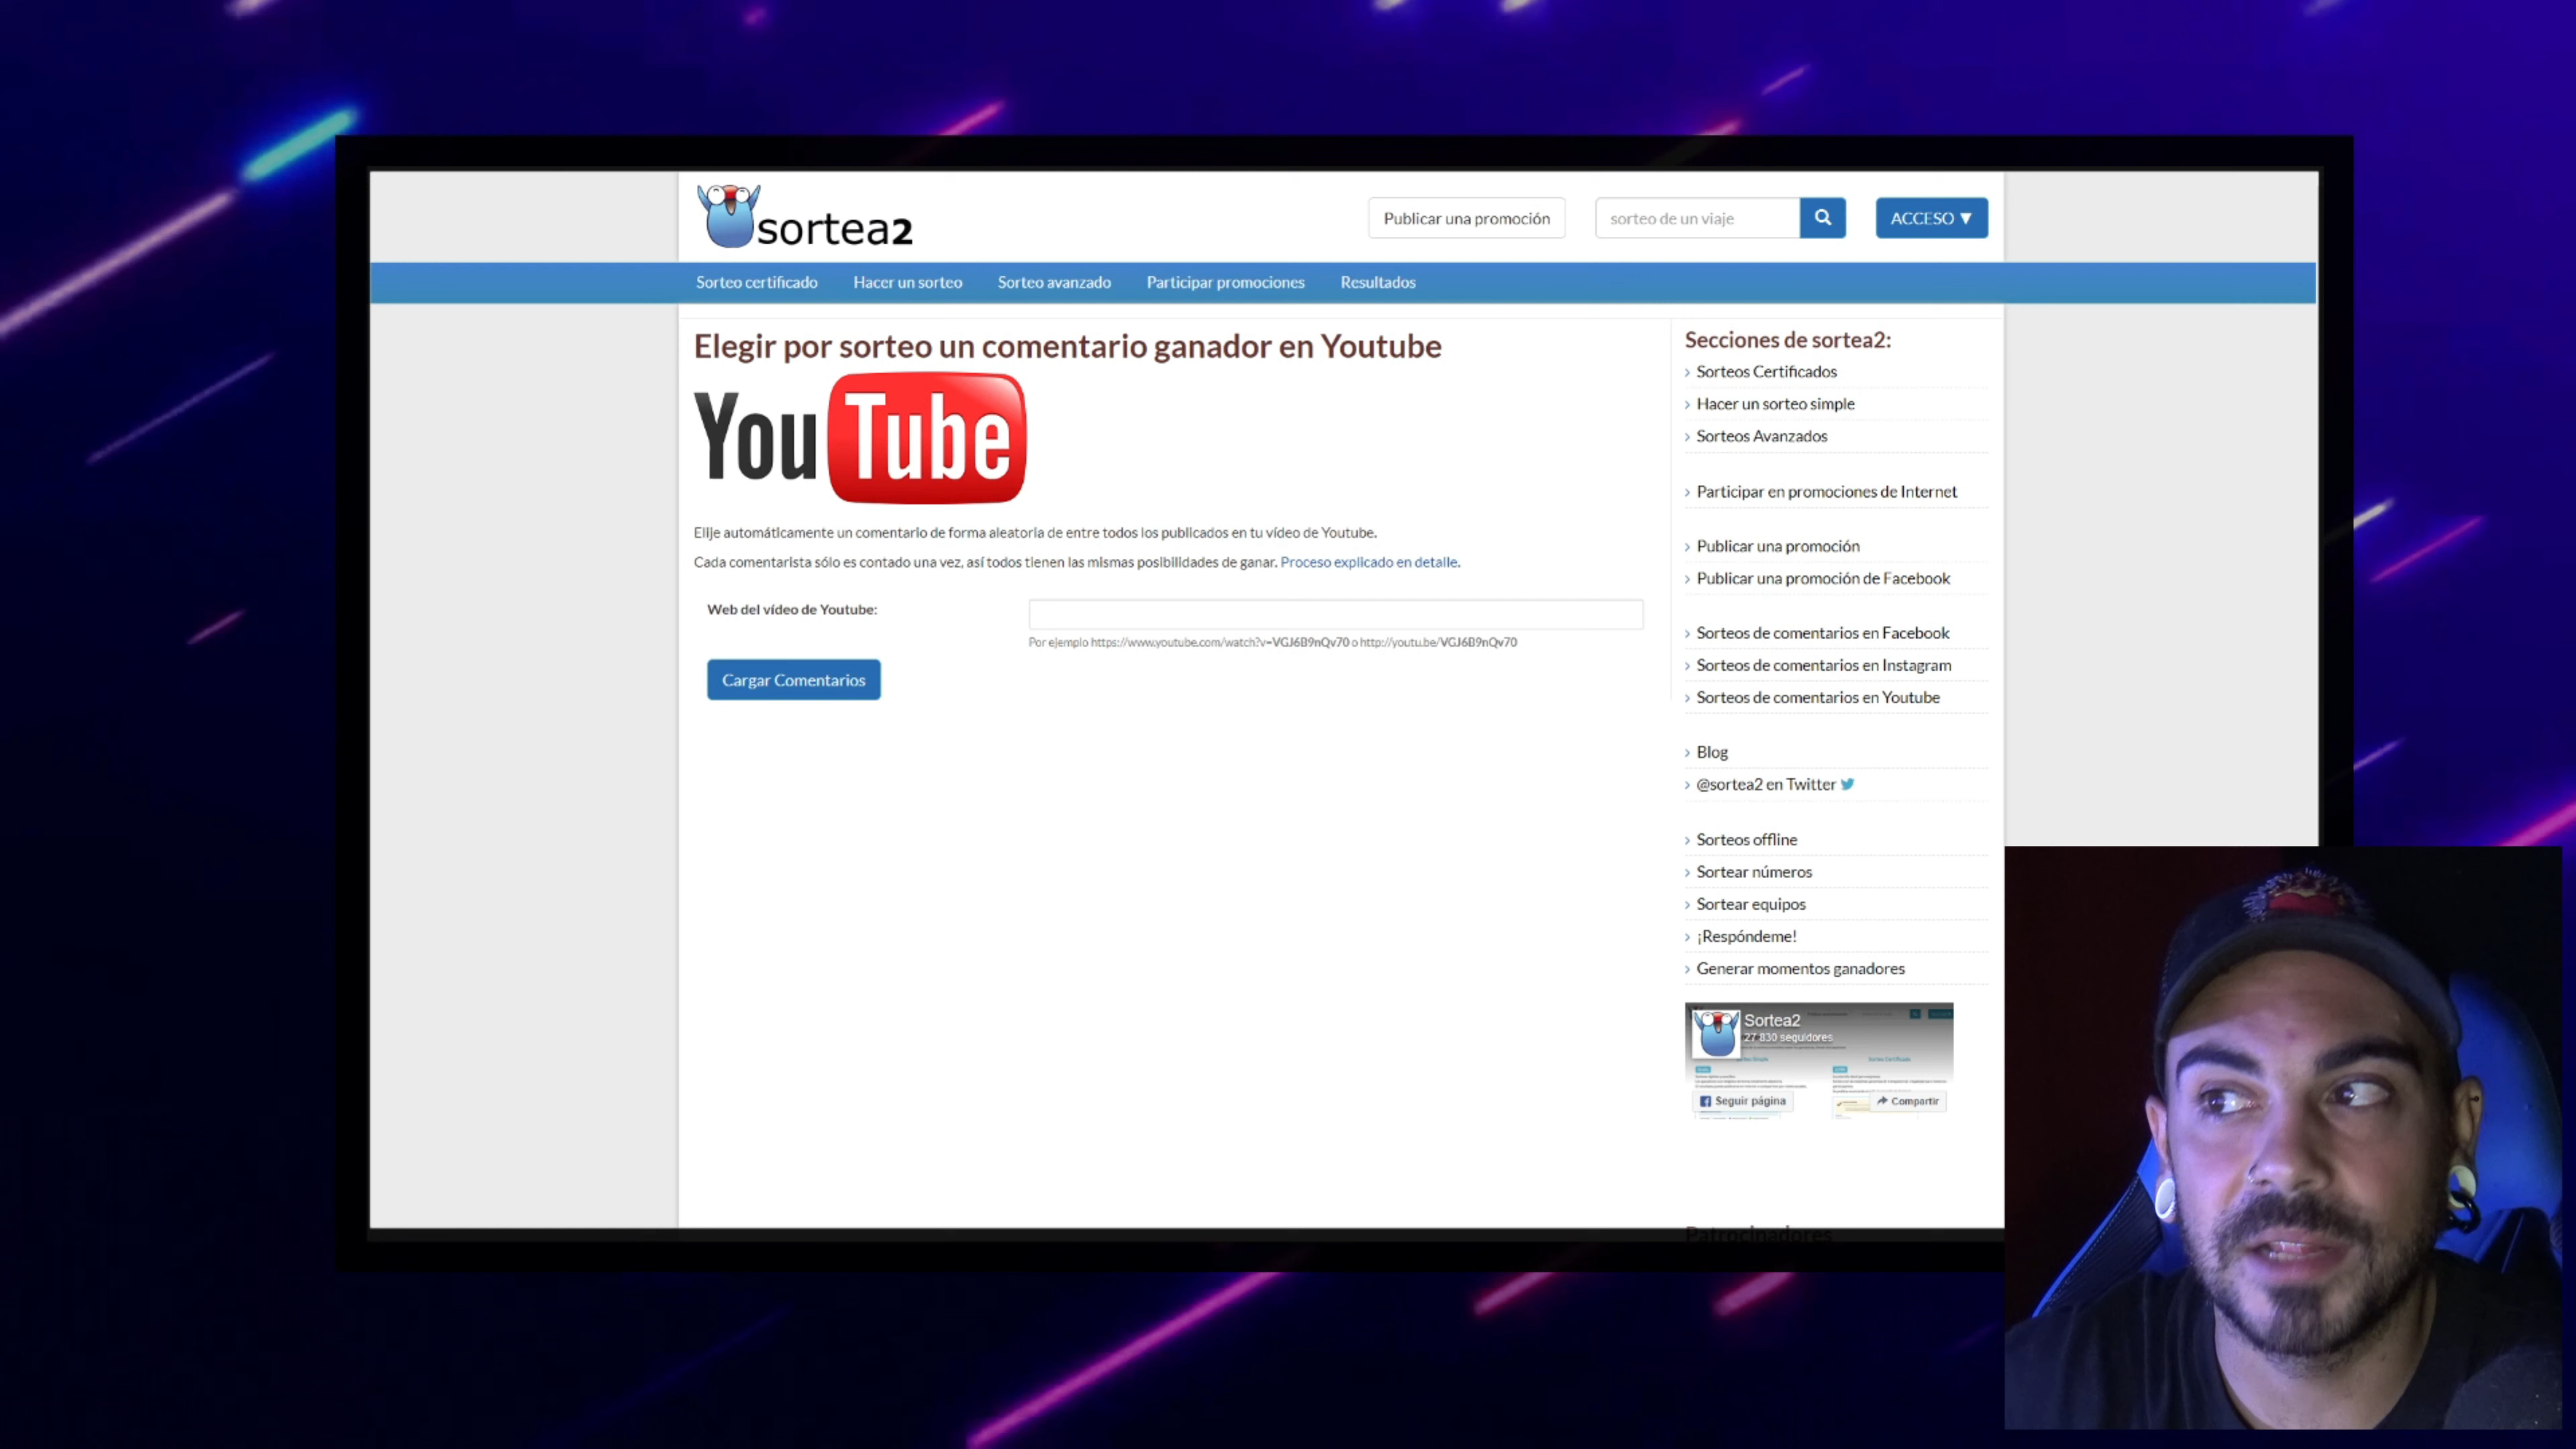 sortea2
Publicar una promoción
sorteo de un viaje
ACCESO ▼
Sorteo certificado
Hacer un sorteo
Sorteo avanzado
Participar promociones
Resultados
Elegir por sorteo un comentario ganador en Youtube
YouTube
Elije automáticamente un comentario de forma aleatoria de entre todos los publicados en tu vídeo de Youtube.
Cada comentarista sólo es contado una vez, así todos tienen las mismas posibilidades de ganar. Proceso explicado en detalle.
Web del vídeo de Youtube:
Por ejemplo https://www.youtube.com/watch?v=VGJ6B9nQv70 o http://youtu.be/VGJ6B9nQv70
Cargar Comentarios
Secciones de sortea2:
Sorteos Certificados
Hacer un sorteo simple
Sorteos Avanzados
Participar en promociones de Internet
Publicar una promoción
Publicar una promoción de Facebook
Sorteos de comentarios en Facebook
Sorteos de comentarios en Instagram
Sorteos de comentarios en Youtube
Blog
@sortea2 en Twitter
Sorteos offline
Sortear números
Sortear equipos
¡Respóndeme!
Generar momentos ganadores
Sortea2
27 830 seguidores
Seguir página
Compartir
Patrocinadores